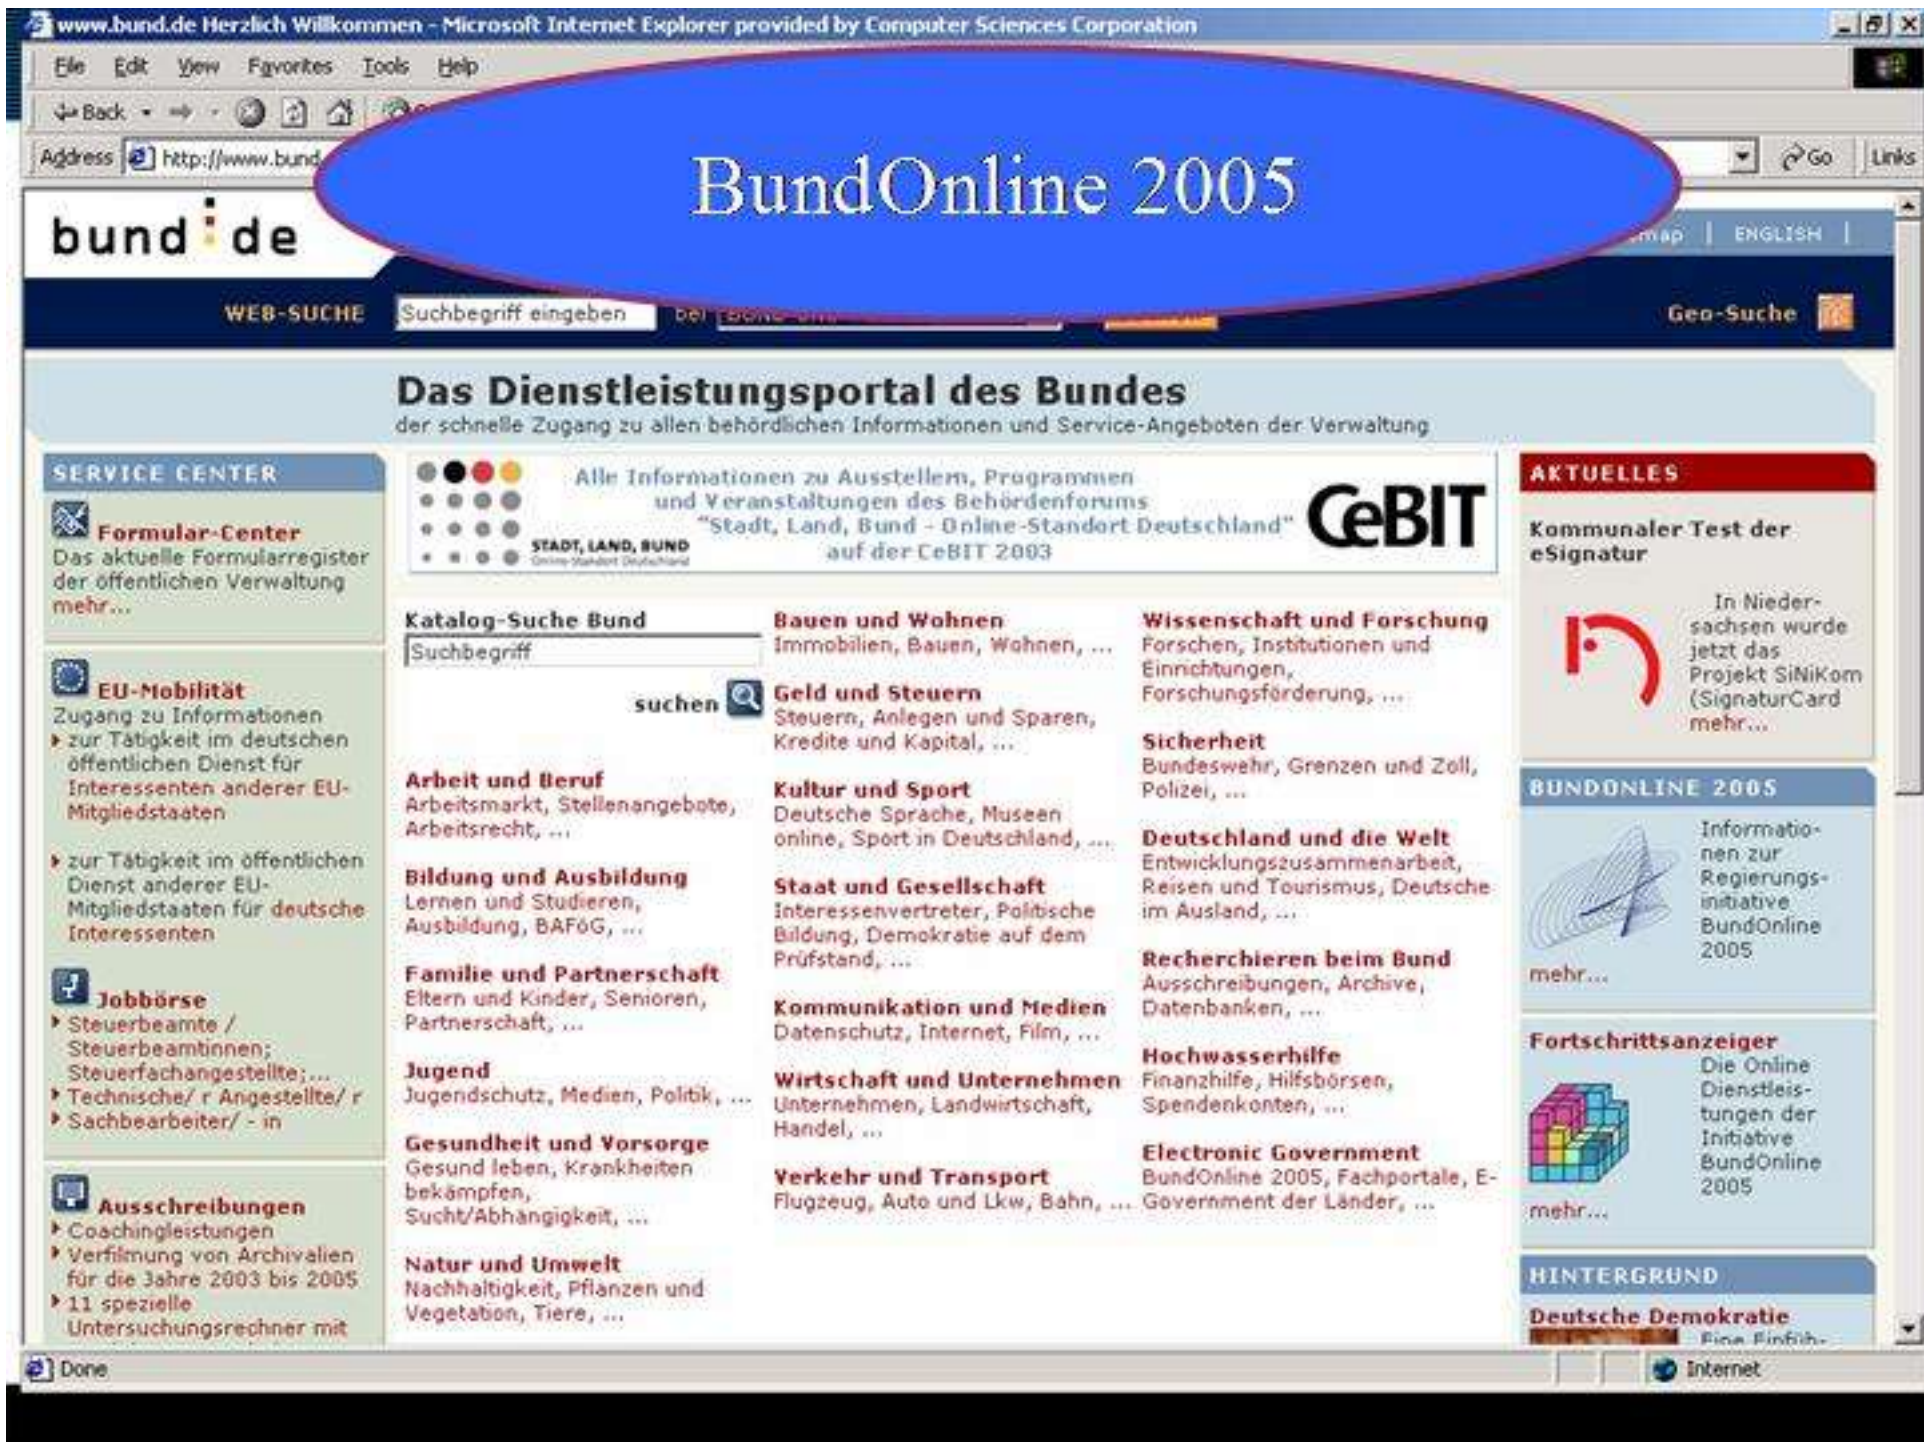 www.bund.de Herzlich Willkommen - Microsoft Internet Explorer provided by Computer Sciences Corporation
File Edit View Favorites Tools Help
Back
Address http://www.bund
Go Links
BundOnline 2005
bund de
ENGLISH
WEB-SUCHE
Suchbegriff eingeben
bei
Geo-Suche
Das Dienstleistungsportal des Bundes
der schnelle Zugang zu allen behördlichen Informationen und Service-Angeboten der Verwaltung
SERVICE CENTER
Formular-Center
Das aktuelle Formularregister
der öffentlichen Verwaltung
mehr...
EU-Mobilität
Zugang zu Informationen
zur Tätigkeit im deutschen
öffentlichen Dienst für
Interessenten anderer EU-
Mitgliedstaaten
zur Tätigkeit im öffentlichen
Dienst anderer EU-
Mitgliedstaaten für deutsche
Interessenten
Jobbörse
Steuerbeamte /
Steuerbeamtinnen;
Steuerfachangestellte;...
Technische/ r Angestellte/ r
Sachbearbeiter/ - in
Ausschreibungen
Coachingleistungen
Verfilmung von Archivalien
für die Jahre 2003 bis 2005
11 spezielle
Untersuchungsrechner mit
Alle Informationen zu Ausstellern, Programmen
und Veranstaltungen des Behördenforums
"Stadt, Land, Bund - Online-Standort Deutschland"
auf der CeBIT 2003
STADT, LAND, BUND
Online-Standort Deutschland
CeBIT
Katalog-Suche Bund
Suchbegriff
suchen
Arbeit und Beruf
Arbeitsmarkt, Stellenangebote,
Arbeitsrecht, ...
Bildung und Ausbildung
Lernen und Studieren,
Ausbildung, BAföG, ...
Familie und Partnerschaft
Eltern und Kinder, Senioren,
Partnerschaft, ...
Jugend
Jugendschutz, Medien, Politik, ...
Gesundheit und Vorsorge
Gesund leben, Krankheiten
bekämpfen,
Sucht/Abhängigkeit, ...
Natur und Umwelt
Nachhaltigkeit, Pflanzen und
Vegetation, Tiere, ...
Bauen und Wohnen
Immobilien, Bauen, Wohnen, ...
Geld und Steuern
Steuern, Anlegen und Sparen,
Kredite und Kapital, ...
Kultur und Sport
Deutsche Sprache, Museen
online, Sport in Deutschland, ...
Staat und Gesellschaft
Interessenvertreter, Politische
Bildung, Demokratie auf dem
Prüfstand, ...
Kommunikation und Medien
Datenschutz, Internet, Film, ...
Wirtschaft und Unternehmen
Unternehmen, Landwirtschaft,
Handel, ...
Verkehr und Transport
Flugzeug, Auto und Lkw, Bahn, ...
Wissenschaft und Forschung
Forschen, Institutionen und
Einrichtungen,
Forschungsförderung, ...
Sicherheit
Bundeswehr, Grenzen und Zoll,
Polizei, ...
Deutschland und die Welt
Entwicklungszusammenarbeit,
Reisen und Tourismus, Deutsche
im Ausland, ...
Recherchieren beim Bund
Ausschreibungen, Archive,
Datenbanken, ...
Hochwasserhilfe
Finanzhilfe, Hilfsbörsen,
Spendenkonten, ...
Electronic Government
BundOnline 2005, Fachportale, E-
Government der Länder, ...
AKTUELLES
Kommunaler Test der
eSignatur
In Nieder-
sachsen wurde
jetzt das
Projekt SiNiKom
(SignaturCard
mehr...
BUNDONLINE 2005
Informatio-
nen zur
Regierungs-
initiative
BundOnline
2005
mehr...
Fortschrittsanzeiger
Die Online
Dienstleis-
tungen der
Initiative
BundOnline
2005
mehr...
HINTERGRUND
Deutsche Demokratie
Eine Einfüh-
Done
Internet